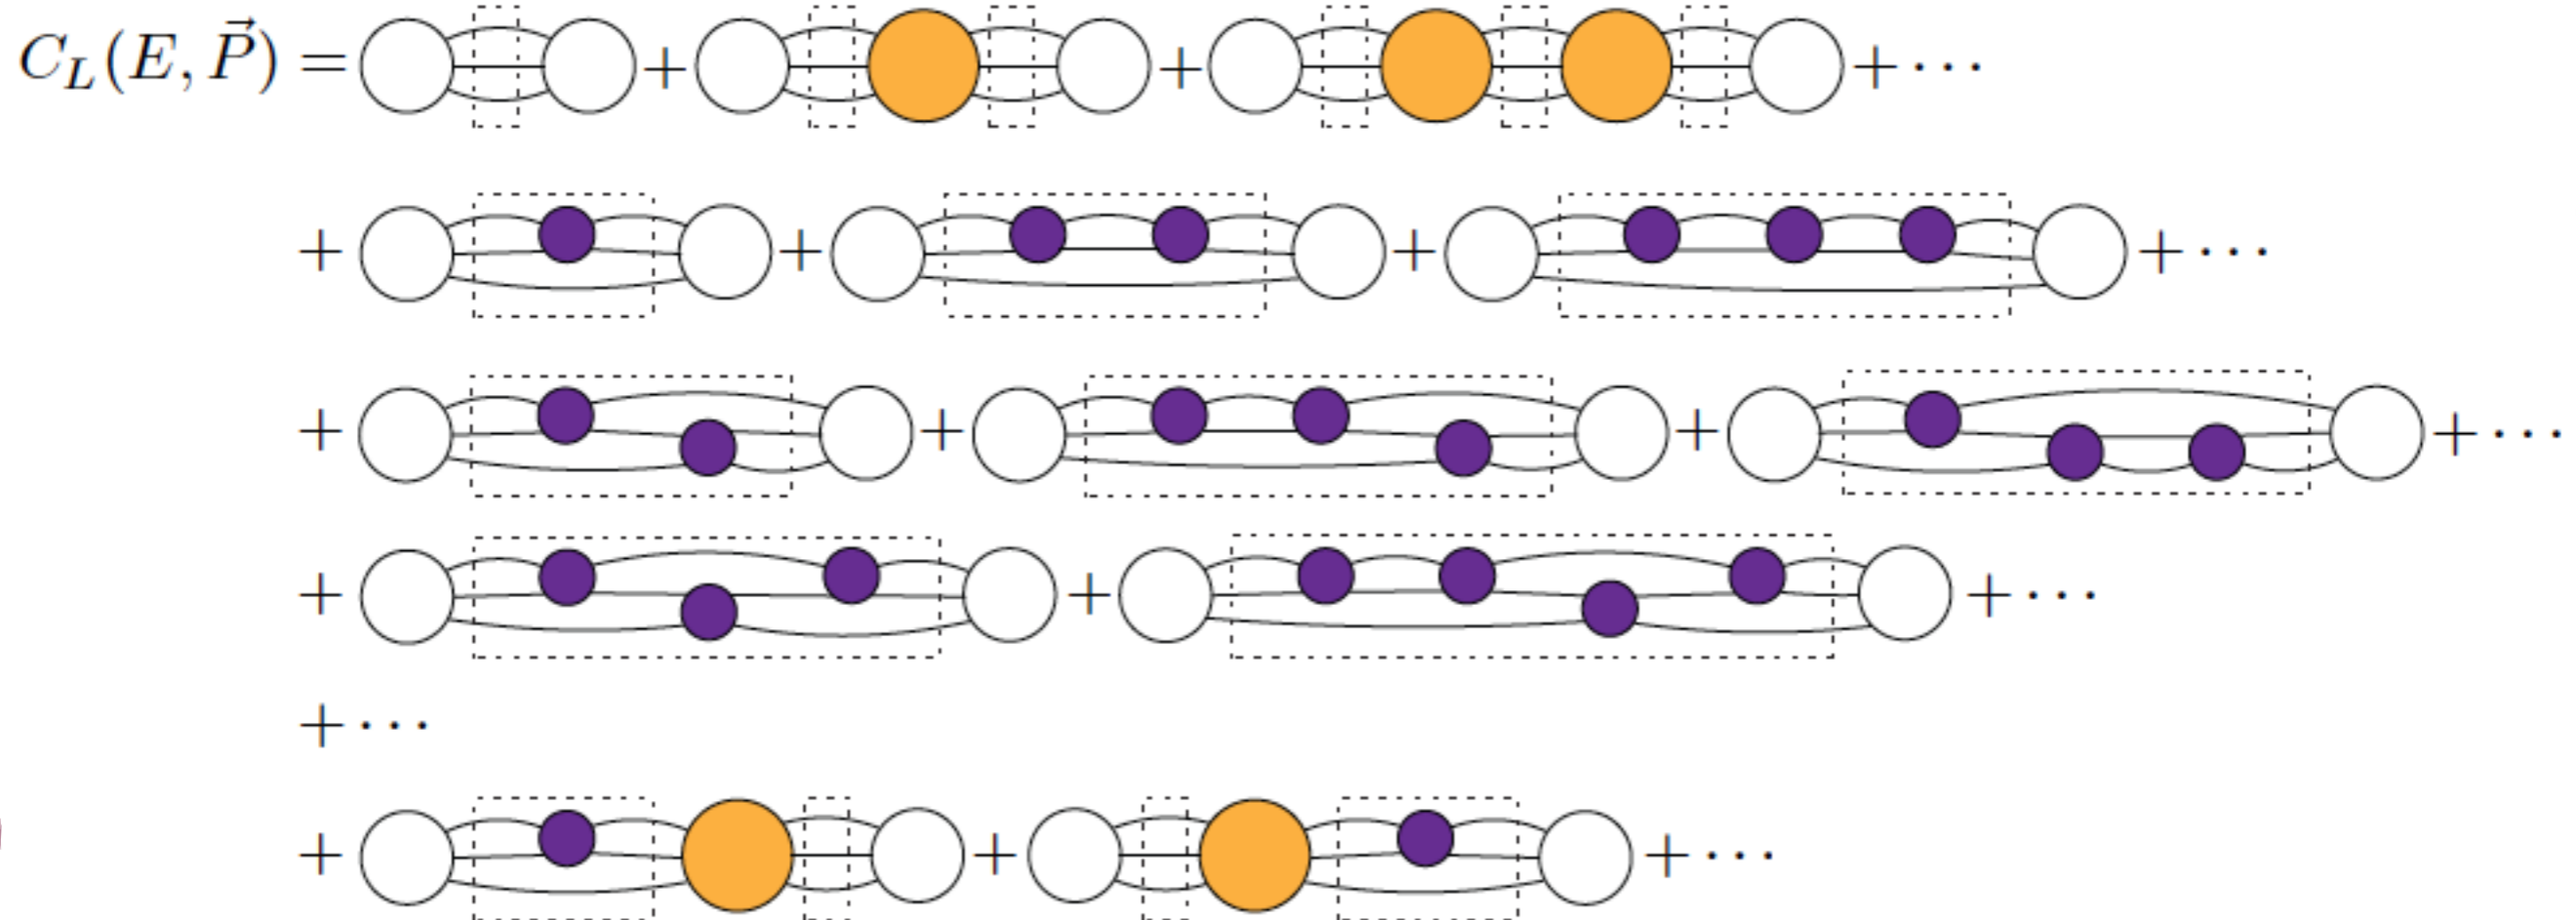 C_L(E, \vec{P}) = + + + ···
+ + + + ···
+ + + + ···
+ + + ···
+ ···
+ + + ···